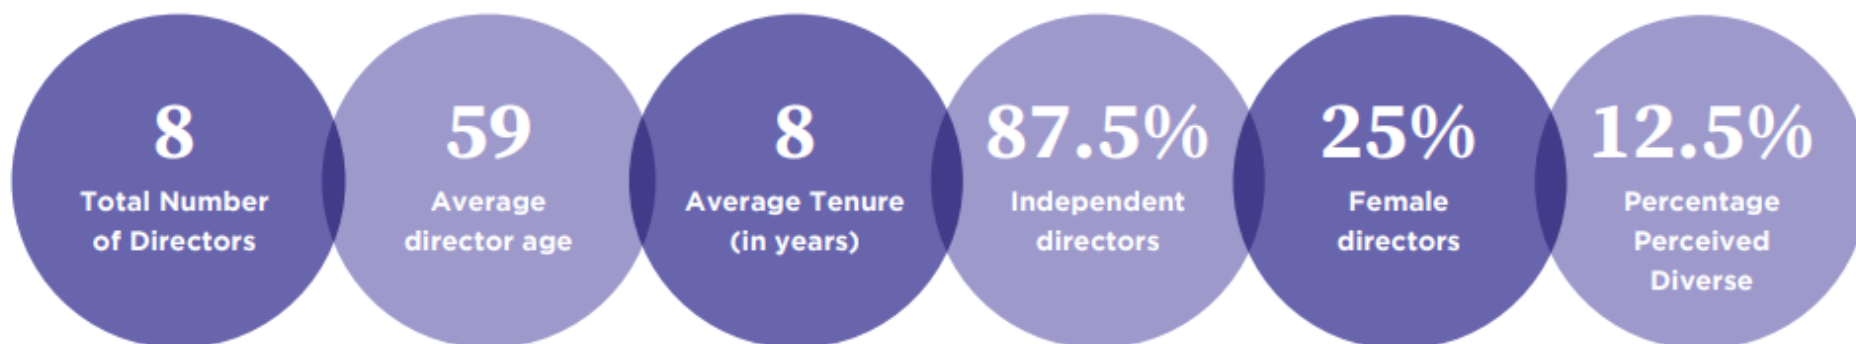 8
Total Number
of Directors
59
Average
director age
8
Average Tenure
(in years)
87.5%
Independent
directors
25%
Female
directors
12.5%
Percentage
Perceived
Diverse